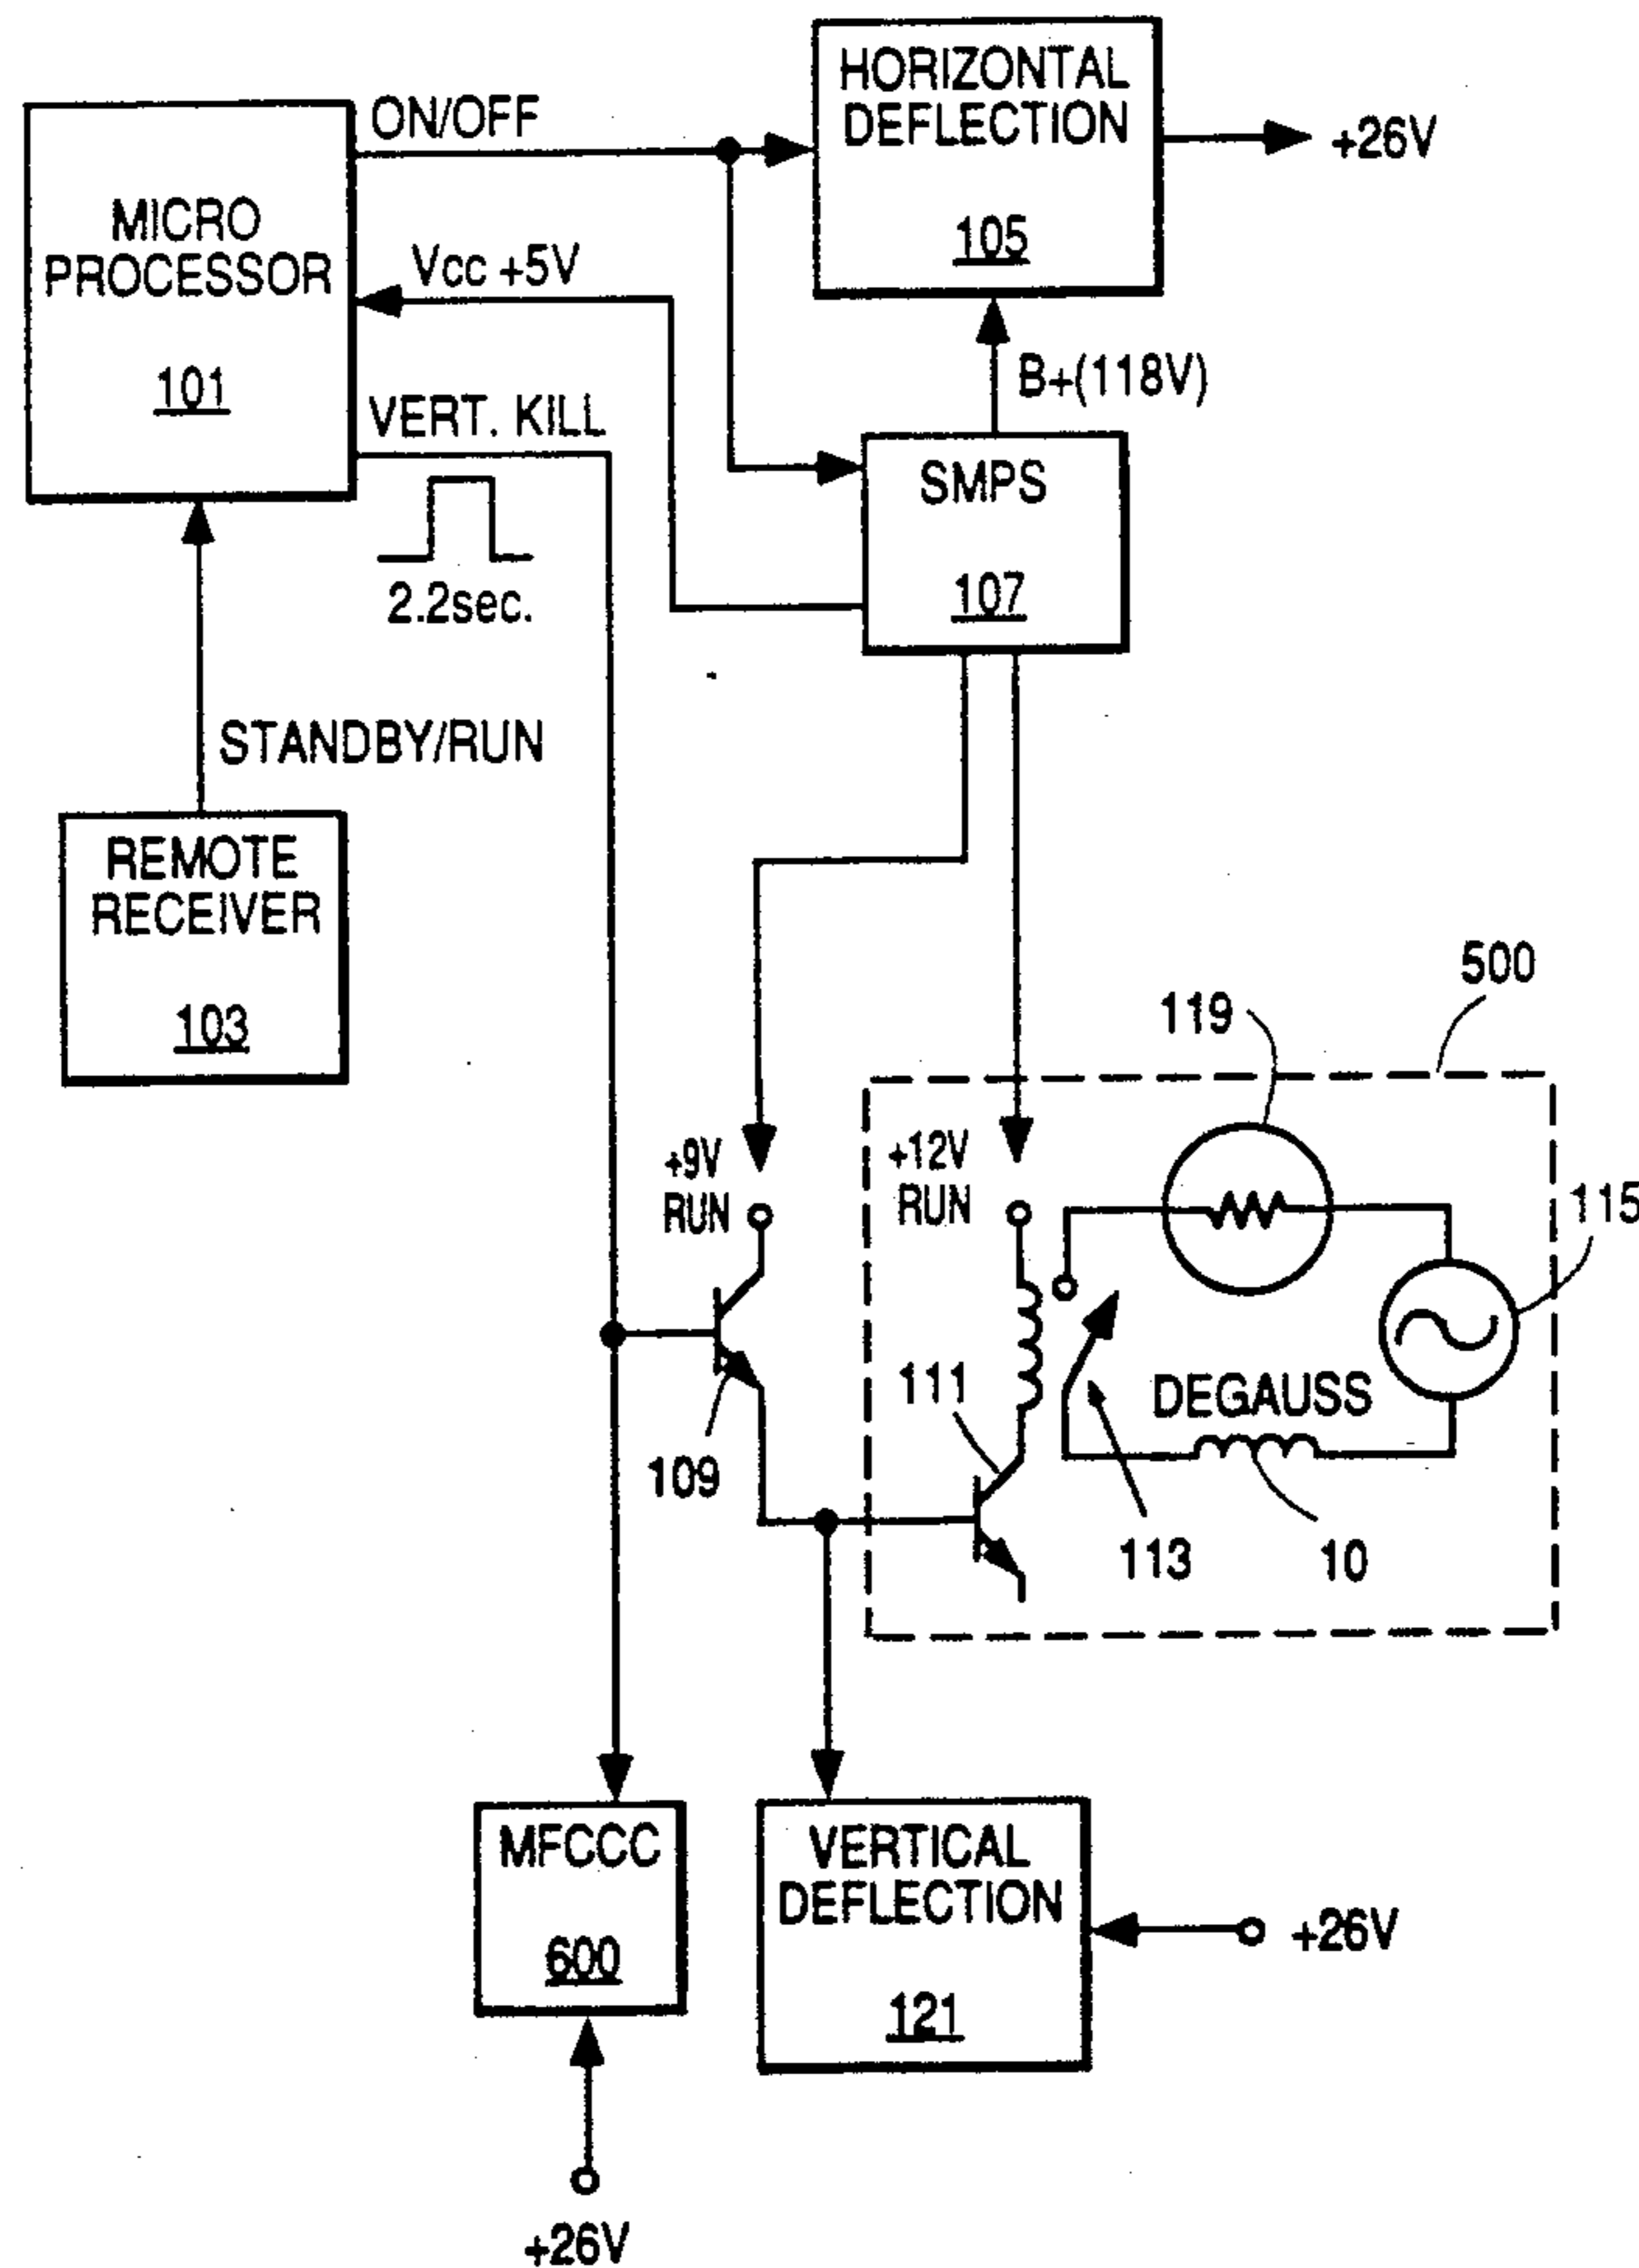 HORIZONTAL
DEFLECTION
105
+26V
ON/OFF
MICRO
PROCESSOR
101
Vcc +5V
VERT. KILL
2.2sec.
B+(118V)
SMPS
107
STANDBY/RUN
REMOTE
RECEIVER
103
500
119
+9V
RUN
+12V
RUN
115
111
DEGAUSS
109
113
10
MFCCC
600
VERTICAL
DEFLECTION
121
+26V
+26V